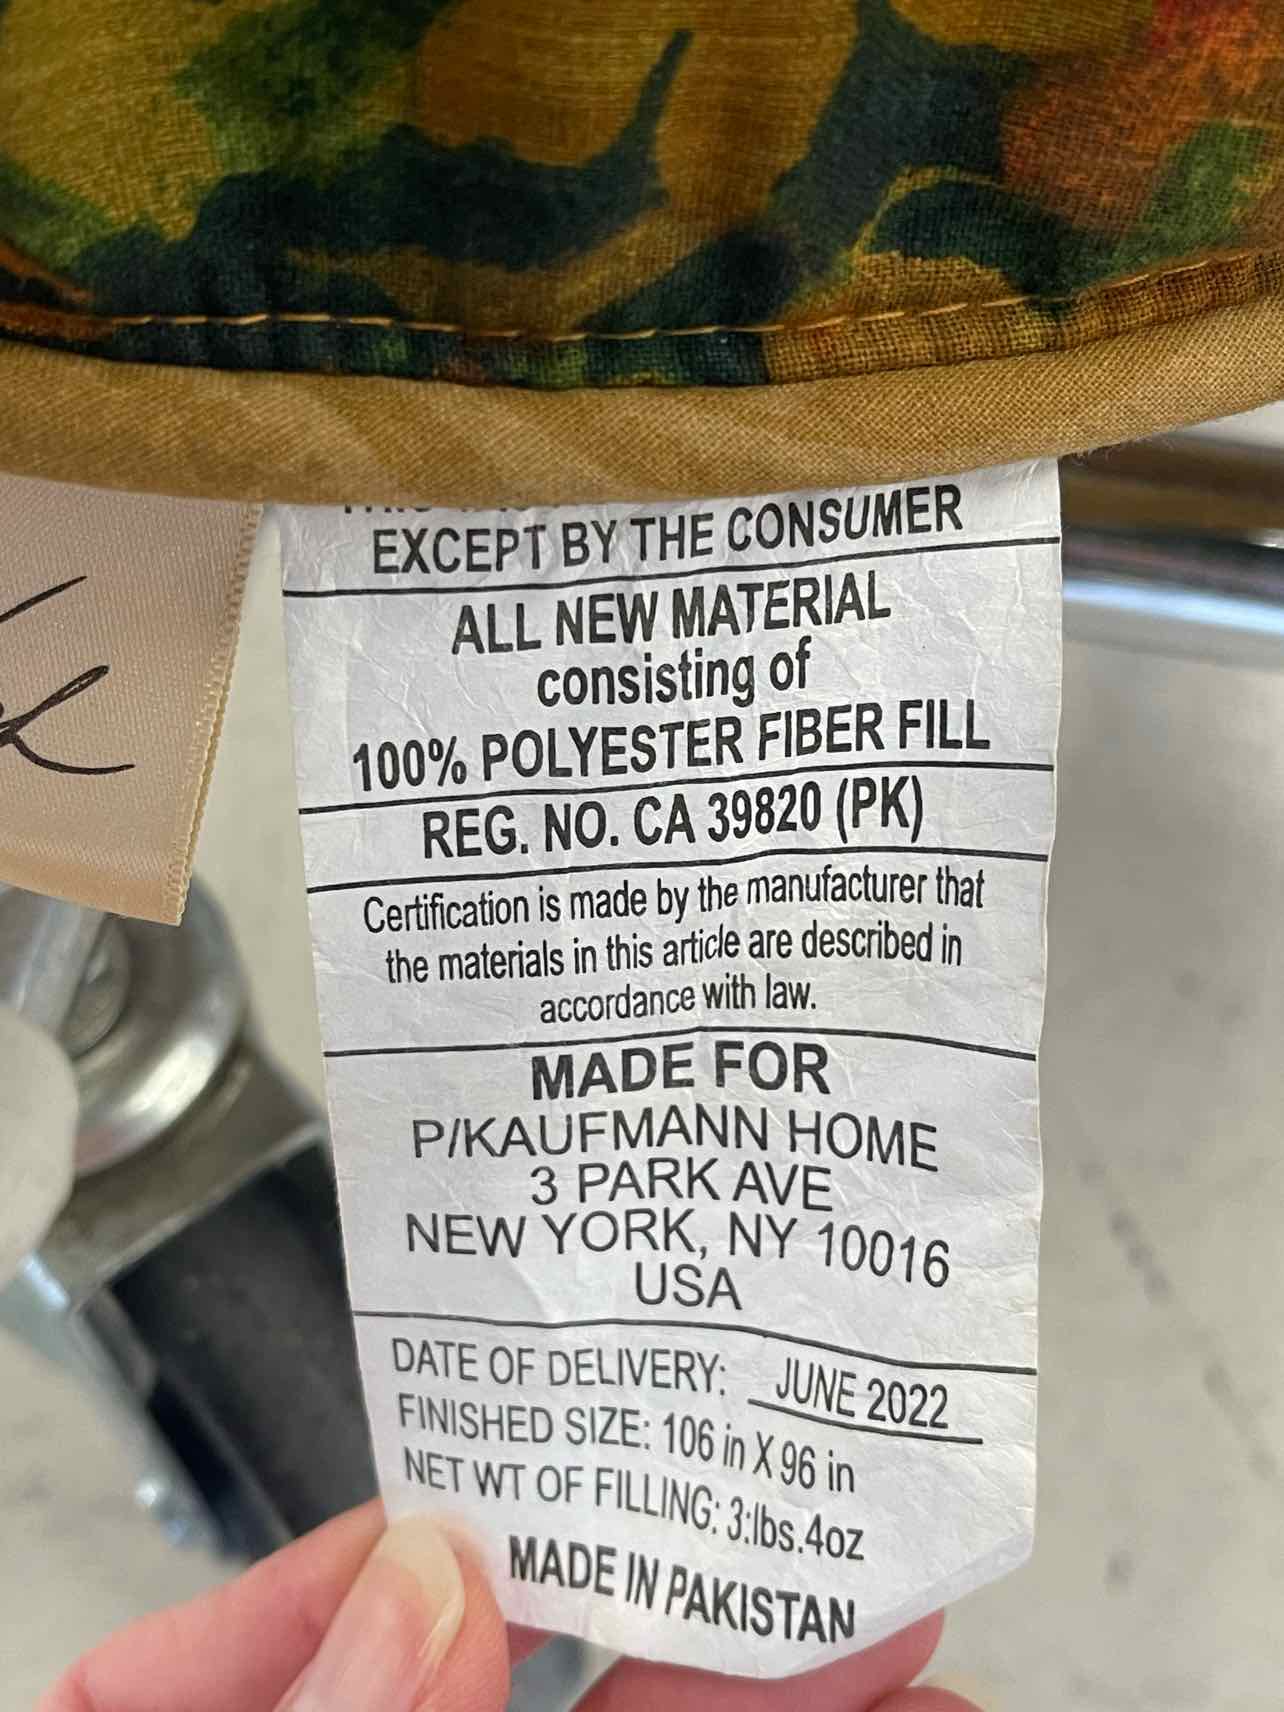 EXCEPT BY THE CONSUMER
ALL NEW MATERIAL
consisting of
100% POLYESTER FIBER FILL
REG. NO. CA 39820 (PK)
Certification is made by the manufacturer that
the materials in this article are described in
accordance with law.
MADE FOR
P/KAUFMANN HOME
3 PARK AVE
NEW YORK, NY 10016
USA
DATE OF DELIVERY: JUNE 2022
FINISHED SIZE: 106 in X 96 in
NET WT OF FILLING: 3:lbs.4oz
MADE IN PAKISTAN